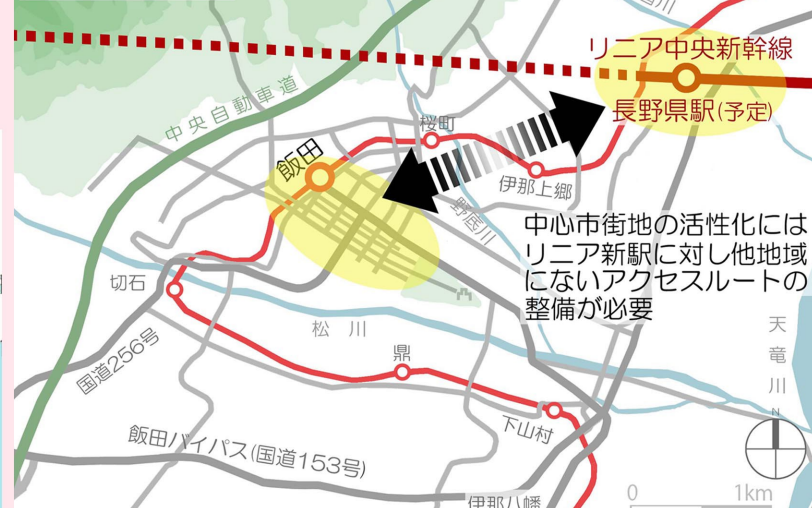 リニア中央新幹線
長野県駅(予定)
中央自動車道
桜町
飯田
伊那上郷
野底川
中心市街地の活性化には
リニア新駅に対し他地域
にないアクセスルートの
整備が必要
切石
松川
天竜川
国道256号
鼎
下山村
飯田バイパス(国道153号)
伊那八幡
N
0 1km